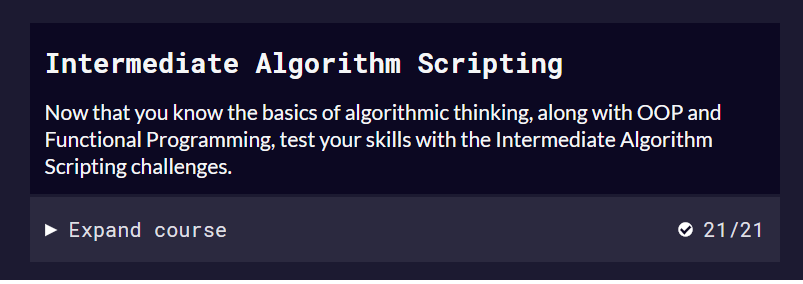 Intermediate Algorithm Scripting
Now that you know the basics of algorithmic thinking, along with OOP and
Functional Programming, test your skills with the Intermediate Algorithm
Scripting challenges.
Expand course
21/21